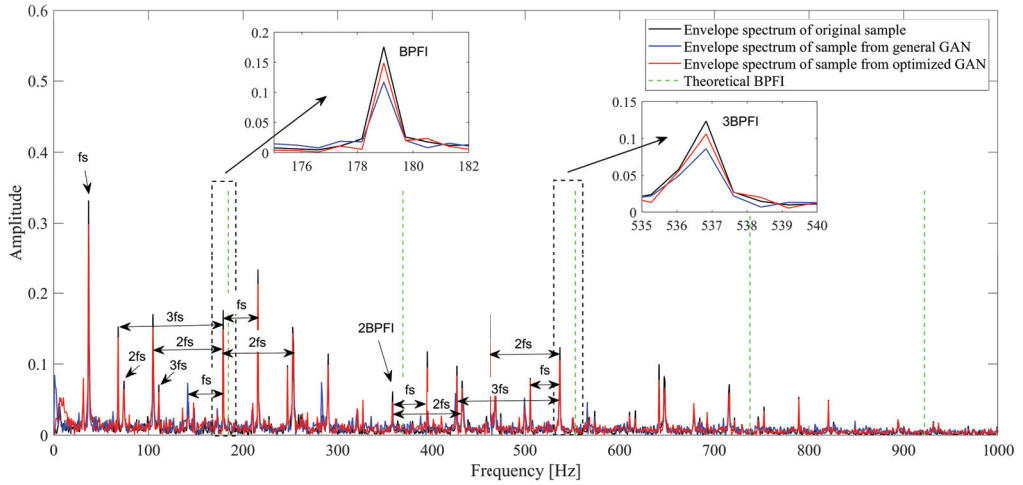 0.6
0.5
0.4
0.3
0.2
0.1
0
Amplitude
0 100 200 300 400 500 600 700 800 900 1000
Frequency [Hz]
Envelope spectrum of original sample
Envelope spectrum of sample from general GAN
Envelope spectrum of sample from optimized GAN
Theoretical BPFI
0.2
0.15
0.1
0.05
0
BPFI
176 178 180 182
0.15
0.1
0.05
0
3BPFI
535 536 537 538 539 540
fs
3fs
fs
2fs
2fs
2fs
3fs
fs
2BPFI
fs
2fs
2fs
fs
3fs